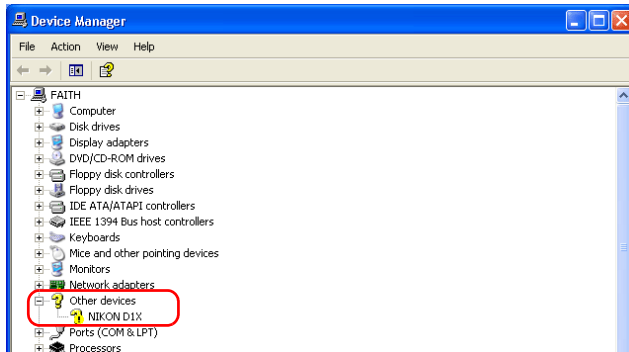 Device Manager
File Action View Help
FAITH
Computer
Disk drives
Display adapters
DVD/CD-ROM drives
Floppy disk controllers
Floppy disk drives
IDE ATA/ATAPI controllers
IEEE 1394 Bus host controllers
Keyboards
Mice and other pointing devices
Monitors
Network adapters
Other devices
NIKON D1X
Ports (COM & LPT)
Processors